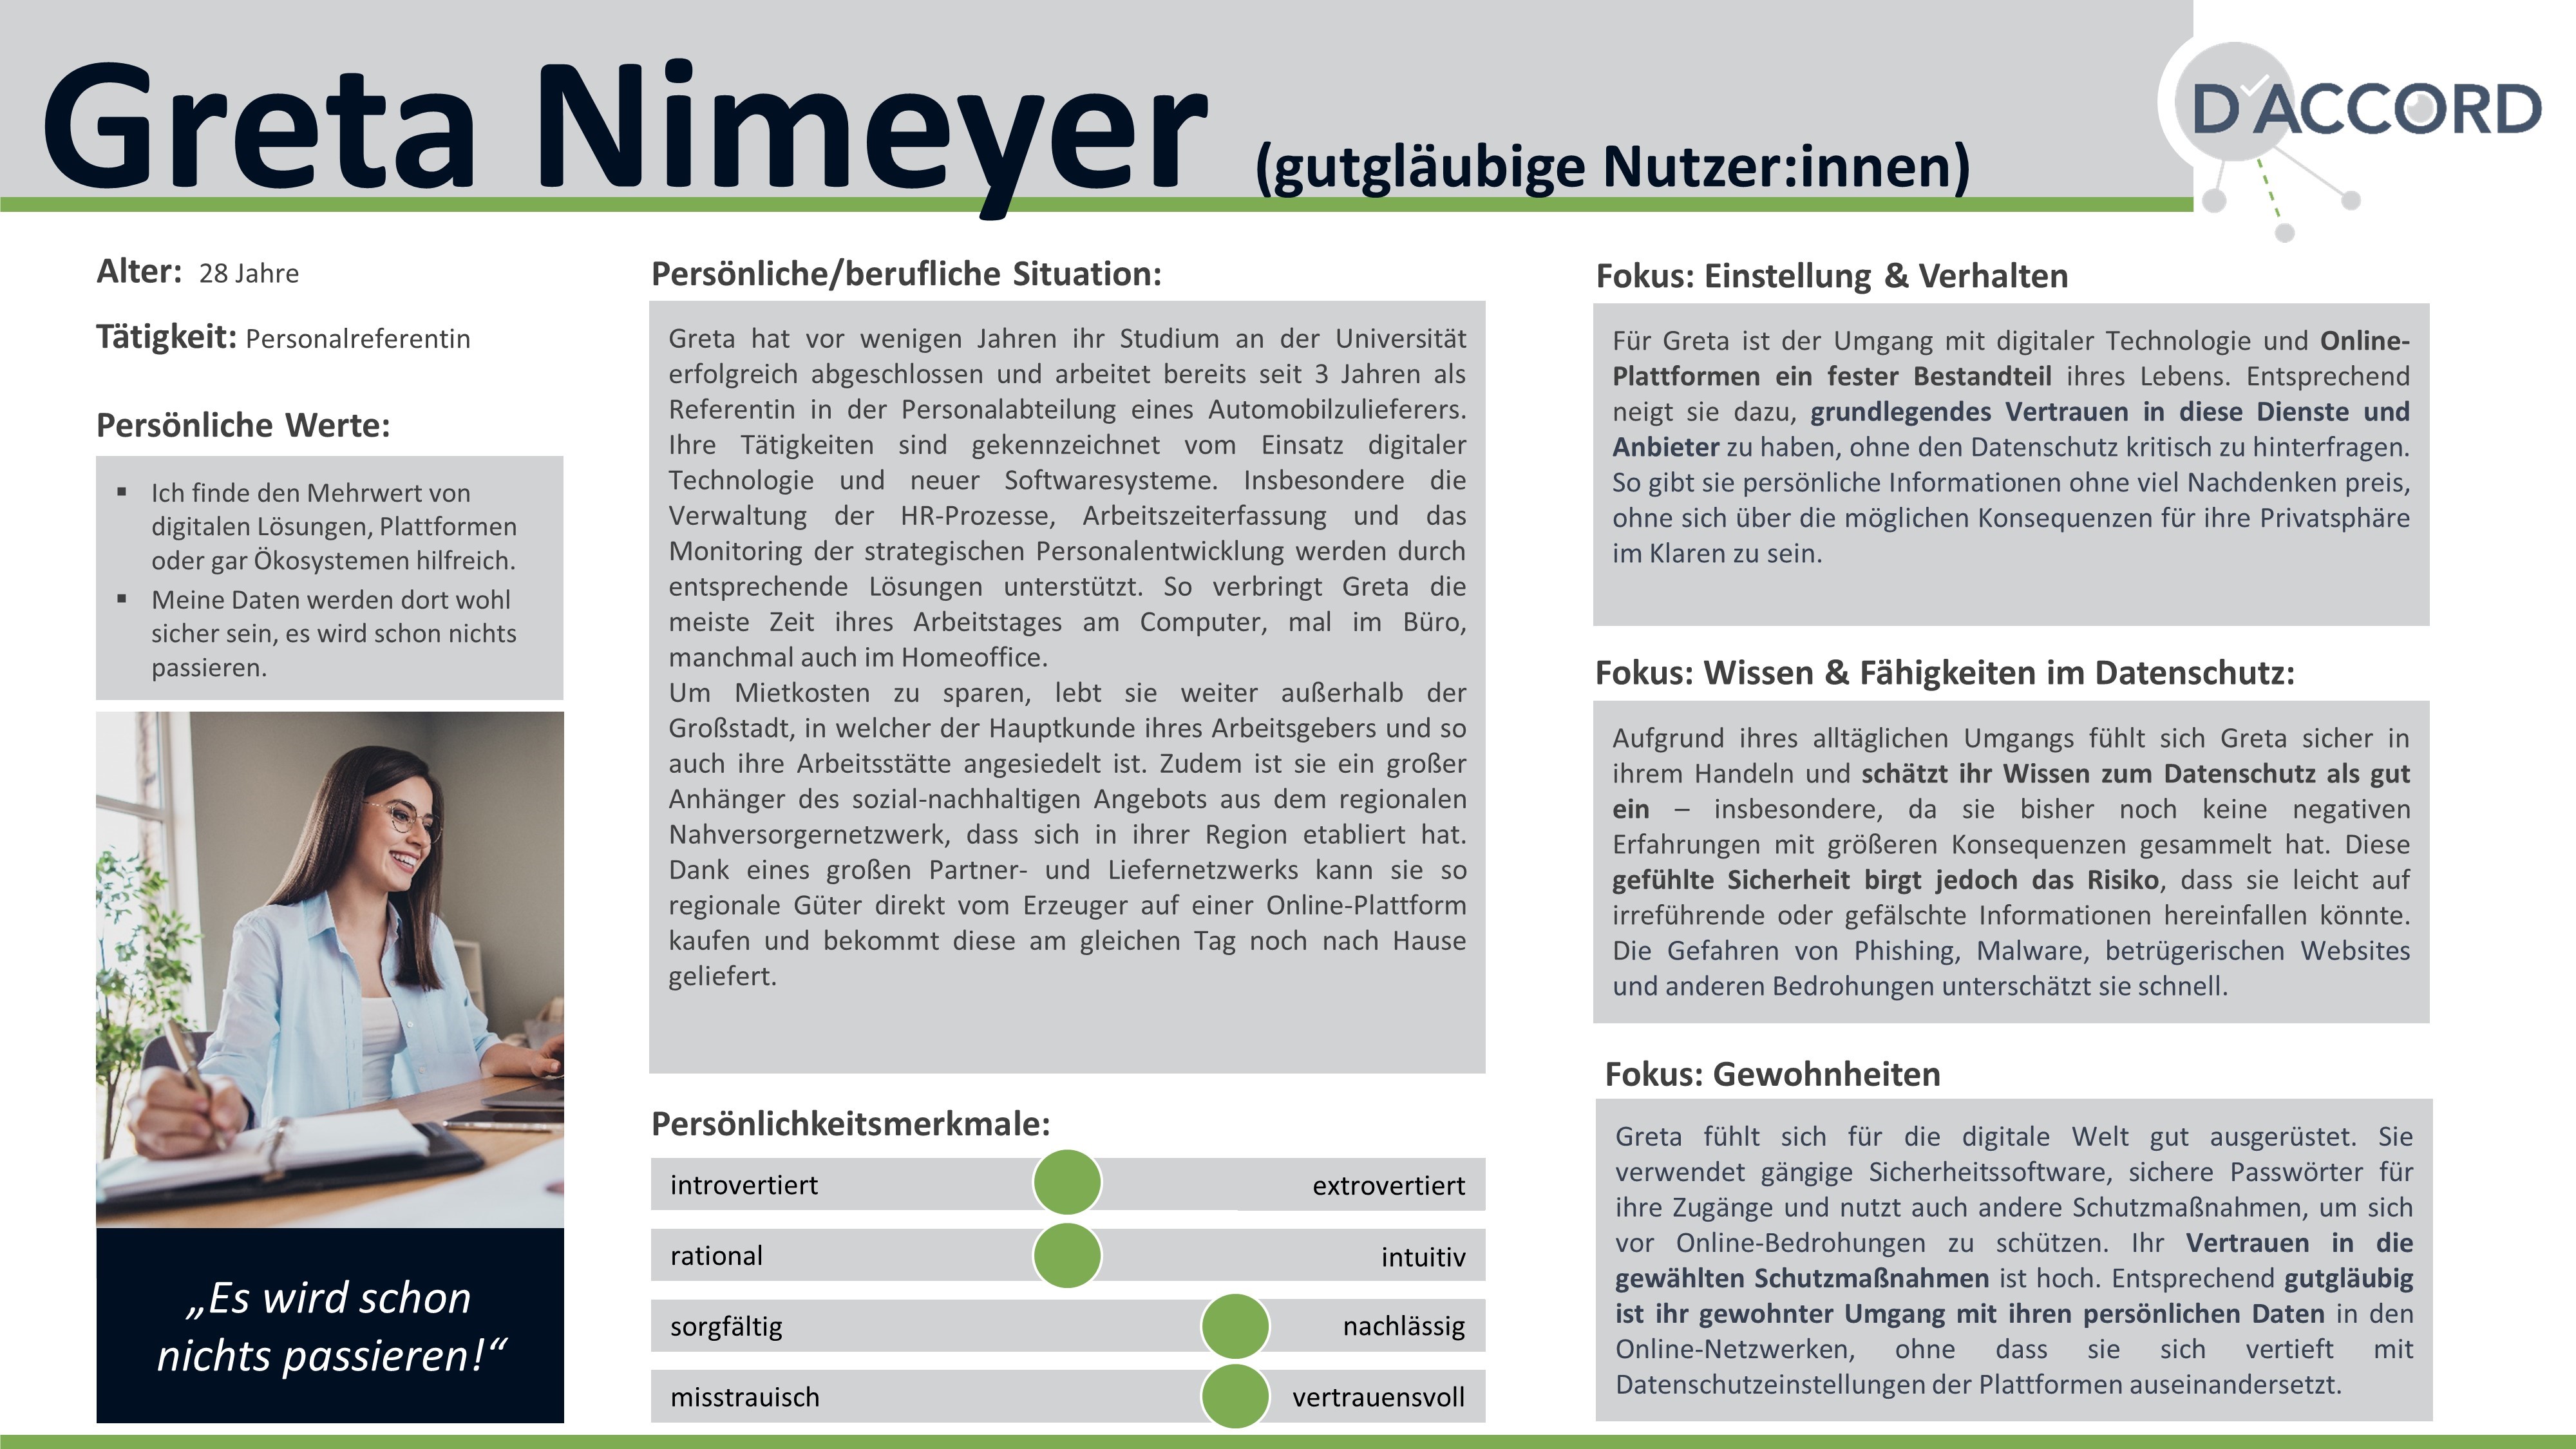 Greta Nimeyer (gutgläubige Nutzer:innen)
D'ACCORD
Alter: 28 Jahre
Tätigkeit: Personalreferentin
Persönliche Werte:
▪ Ich finde den Mehrwert von
digitalen Lösungen, Plattformen
oder gar Ökosystemen hilfreich.
▪ Meine Daten werden dort wohl
sicher sein, es wird schon nichts
passieren.
„Es wird schon
nichts passieren!“
Persönliche/berufliche Situation:
Greta hat vor wenigen Jahren ihr Studium an der Universität
erfolgreich abgeschlossen und arbeitet bereits seit 3 Jahren als
Referentin in der Personalabteilung eines Automobilzulieferers.
Ihre Tätigkeiten sind gekennzeichnet vom Einsatz digitaler
Technologie und neuer Softwaresysteme. Insbesondere die
Verwaltung der HR-Prozesse, Arbeitszeiterfassung und das
Monitoring der strategischen Personalentwicklung werden durch
entsprechende Lösungen unterstützt. So verbringt Greta die
meiste Zeit ihres Arbeitstages am Computer, mal im Büro,
manchmal auch im Homeoffice.
Um Mietkosten zu sparen, lebt sie weiter außerhalb der
Großstadt, in welcher der Hauptkunde ihres Arbeitsgebers und so
auch ihre Arbeitsstätte angesiedelt ist. Zudem ist sie ein großer
Anhänger des sozial-nachhaltigen Angebots aus dem regionalen
Nahversorgernetzwerk, dass sich in ihrer Region etabliert hat.
Dank eines großen Partner- und Liefernetzwerks kann sie so
regionale Güter direkt vom Erzeuger auf einer Online-Plattform
kaufen und bekommt diese am gleichen Tag noch nach Hause
geliefert.
Persönlichkeitsmerkmale:
introvertiert extrovertiert
rational intuitiv
sorgfältig nachlässig
misstrauisch vertrauensvoll
Fokus: Einstellung & Verhalten
Für Greta ist der Umgang mit digitaler Technologie und Online-
Plattformen ein fester Bestandteil ihres Lebens. Entsprechend
neigt sie dazu, grundlegendes Vertrauen in diese Dienste und
Anbieter zu haben, ohne den Datenschutz kritisch zu hinterfragen.
So gibt sie persönliche Informationen ohne viel Nachdenken preis,
ohne sich über die möglichen Konsequenzen für ihre Privatsphäre
im Klaren zu sein.
Fokus: Wissen & Fähigkeiten im Datenschutz:
Aufgrund ihres alltäglichen Umgangs fühlt sich Greta sicher in
ihrem Handeln und schätzt ihr Wissen zum Datenschutz als gut
ein – insbesondere, da sie bisher noch keine negativen
Erfahrungen mit größeren Konsequenzen gesammelt hat. Diese
gefühlte Sicherheit birgt jedoch das Risiko, dass sie leicht auf
irreführende oder gefälschte Informationen hereinfallen könnte.
Die Gefahren von Phishing, Malware, betrügerischen Websites
und anderen Bedrohungen unterschätzt sie schnell.
Fokus: Gewohnheiten
Greta fühlt sich für die digitale Welt gut ausgerüstet. Sie
verwendet gängige Sicherheitssoftware, sichere Passwörter für
ihre Zugänge und nutzt auch andere Schutzmaßnahmen, um sich
vor Online-Bedrohungen zu schützen. Ihr Vertrauen in die
gewählten Schutzmaßnahmen ist hoch. Entsprechend gutgläubig
ist ihr gewohnter Umgang mit ihren persönlichen Daten in den
Online-Netzwerken, ohne dass sie sich vertieft mit
Datenschutzeinstellungen der Plattformen auseinandersetzt.